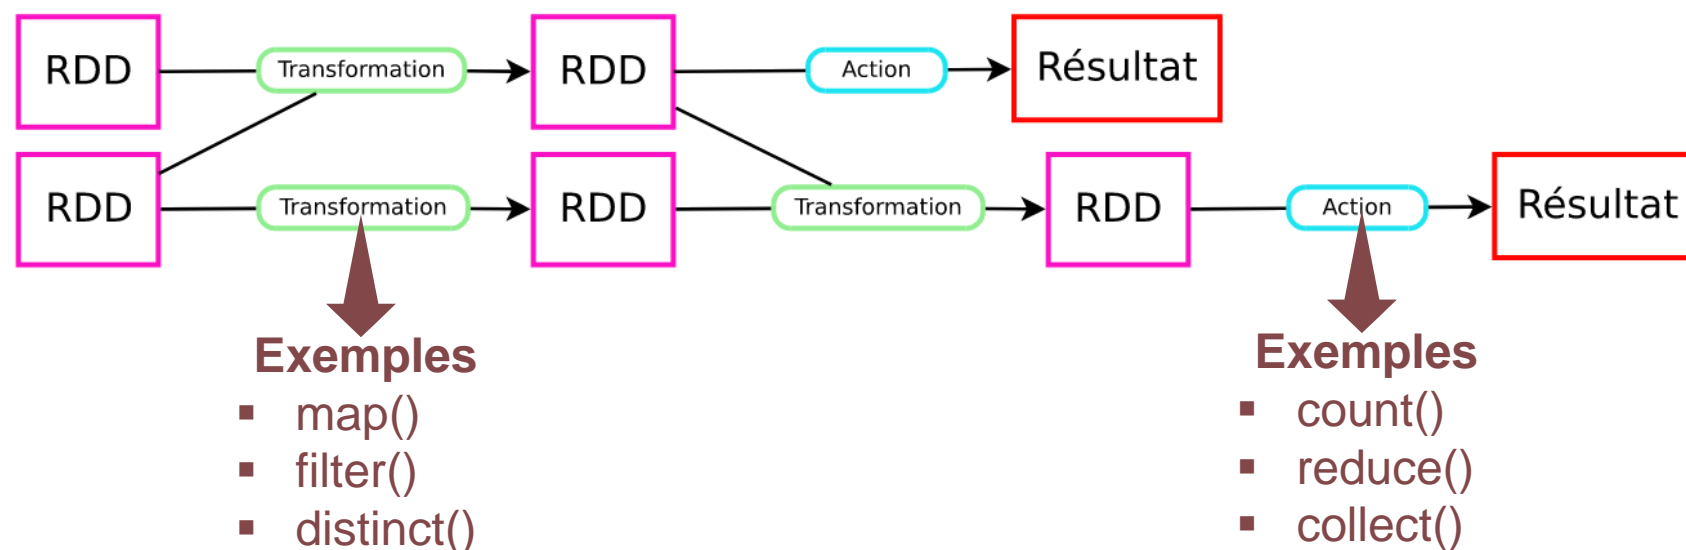 RDD Transformation RDD Action Résultat
RDD Transformation RDD Transformation RDD Action Résultat
Exemples
▪ map()
▪ filter()
▪ distinct()
Exemples
▪ count()
▪ reduce()
▪ collect()